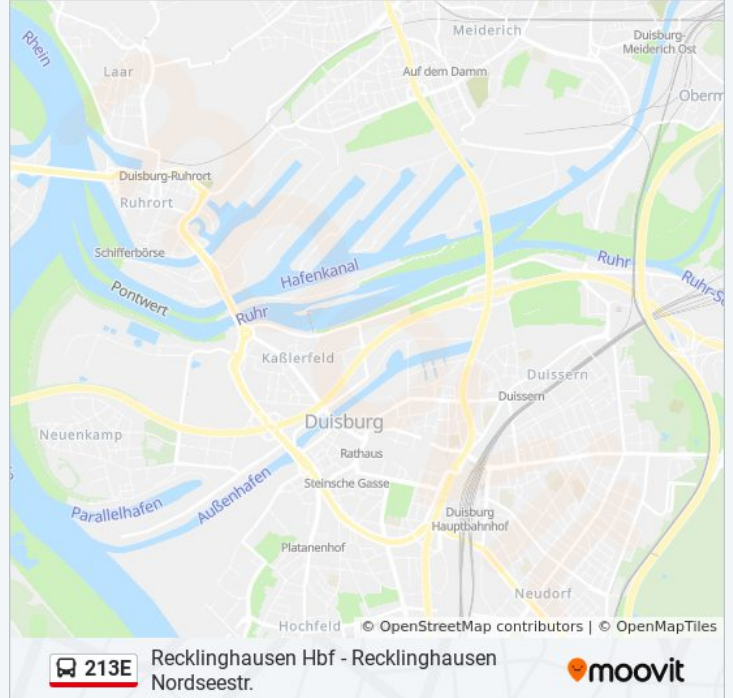 Rhein
Meiderich
Duisburg-
Meiderich Ost
Laar
Auf dem Damm
Oberm
Duisburg-Ruhrort
Ruhrort
Schifferbörse
Hafenkanal
Ruhr
Ruhr-S
Pontwert
Ruhr
Kaßlerfeld
Duissern
Duissern
Duisburg
Neuenkamp
Rathaus
Steinsche Gasse
Außenhafen
Parallelhafen
Duisburg
Hauptbahnhof
Platanenhof
Neudorf
Hochfeld
© OpenStreetMap contributors | © OpenMapTiles
213E
Recklinghausen Hbf - Recklinghausen
Nordseestr.
moovit